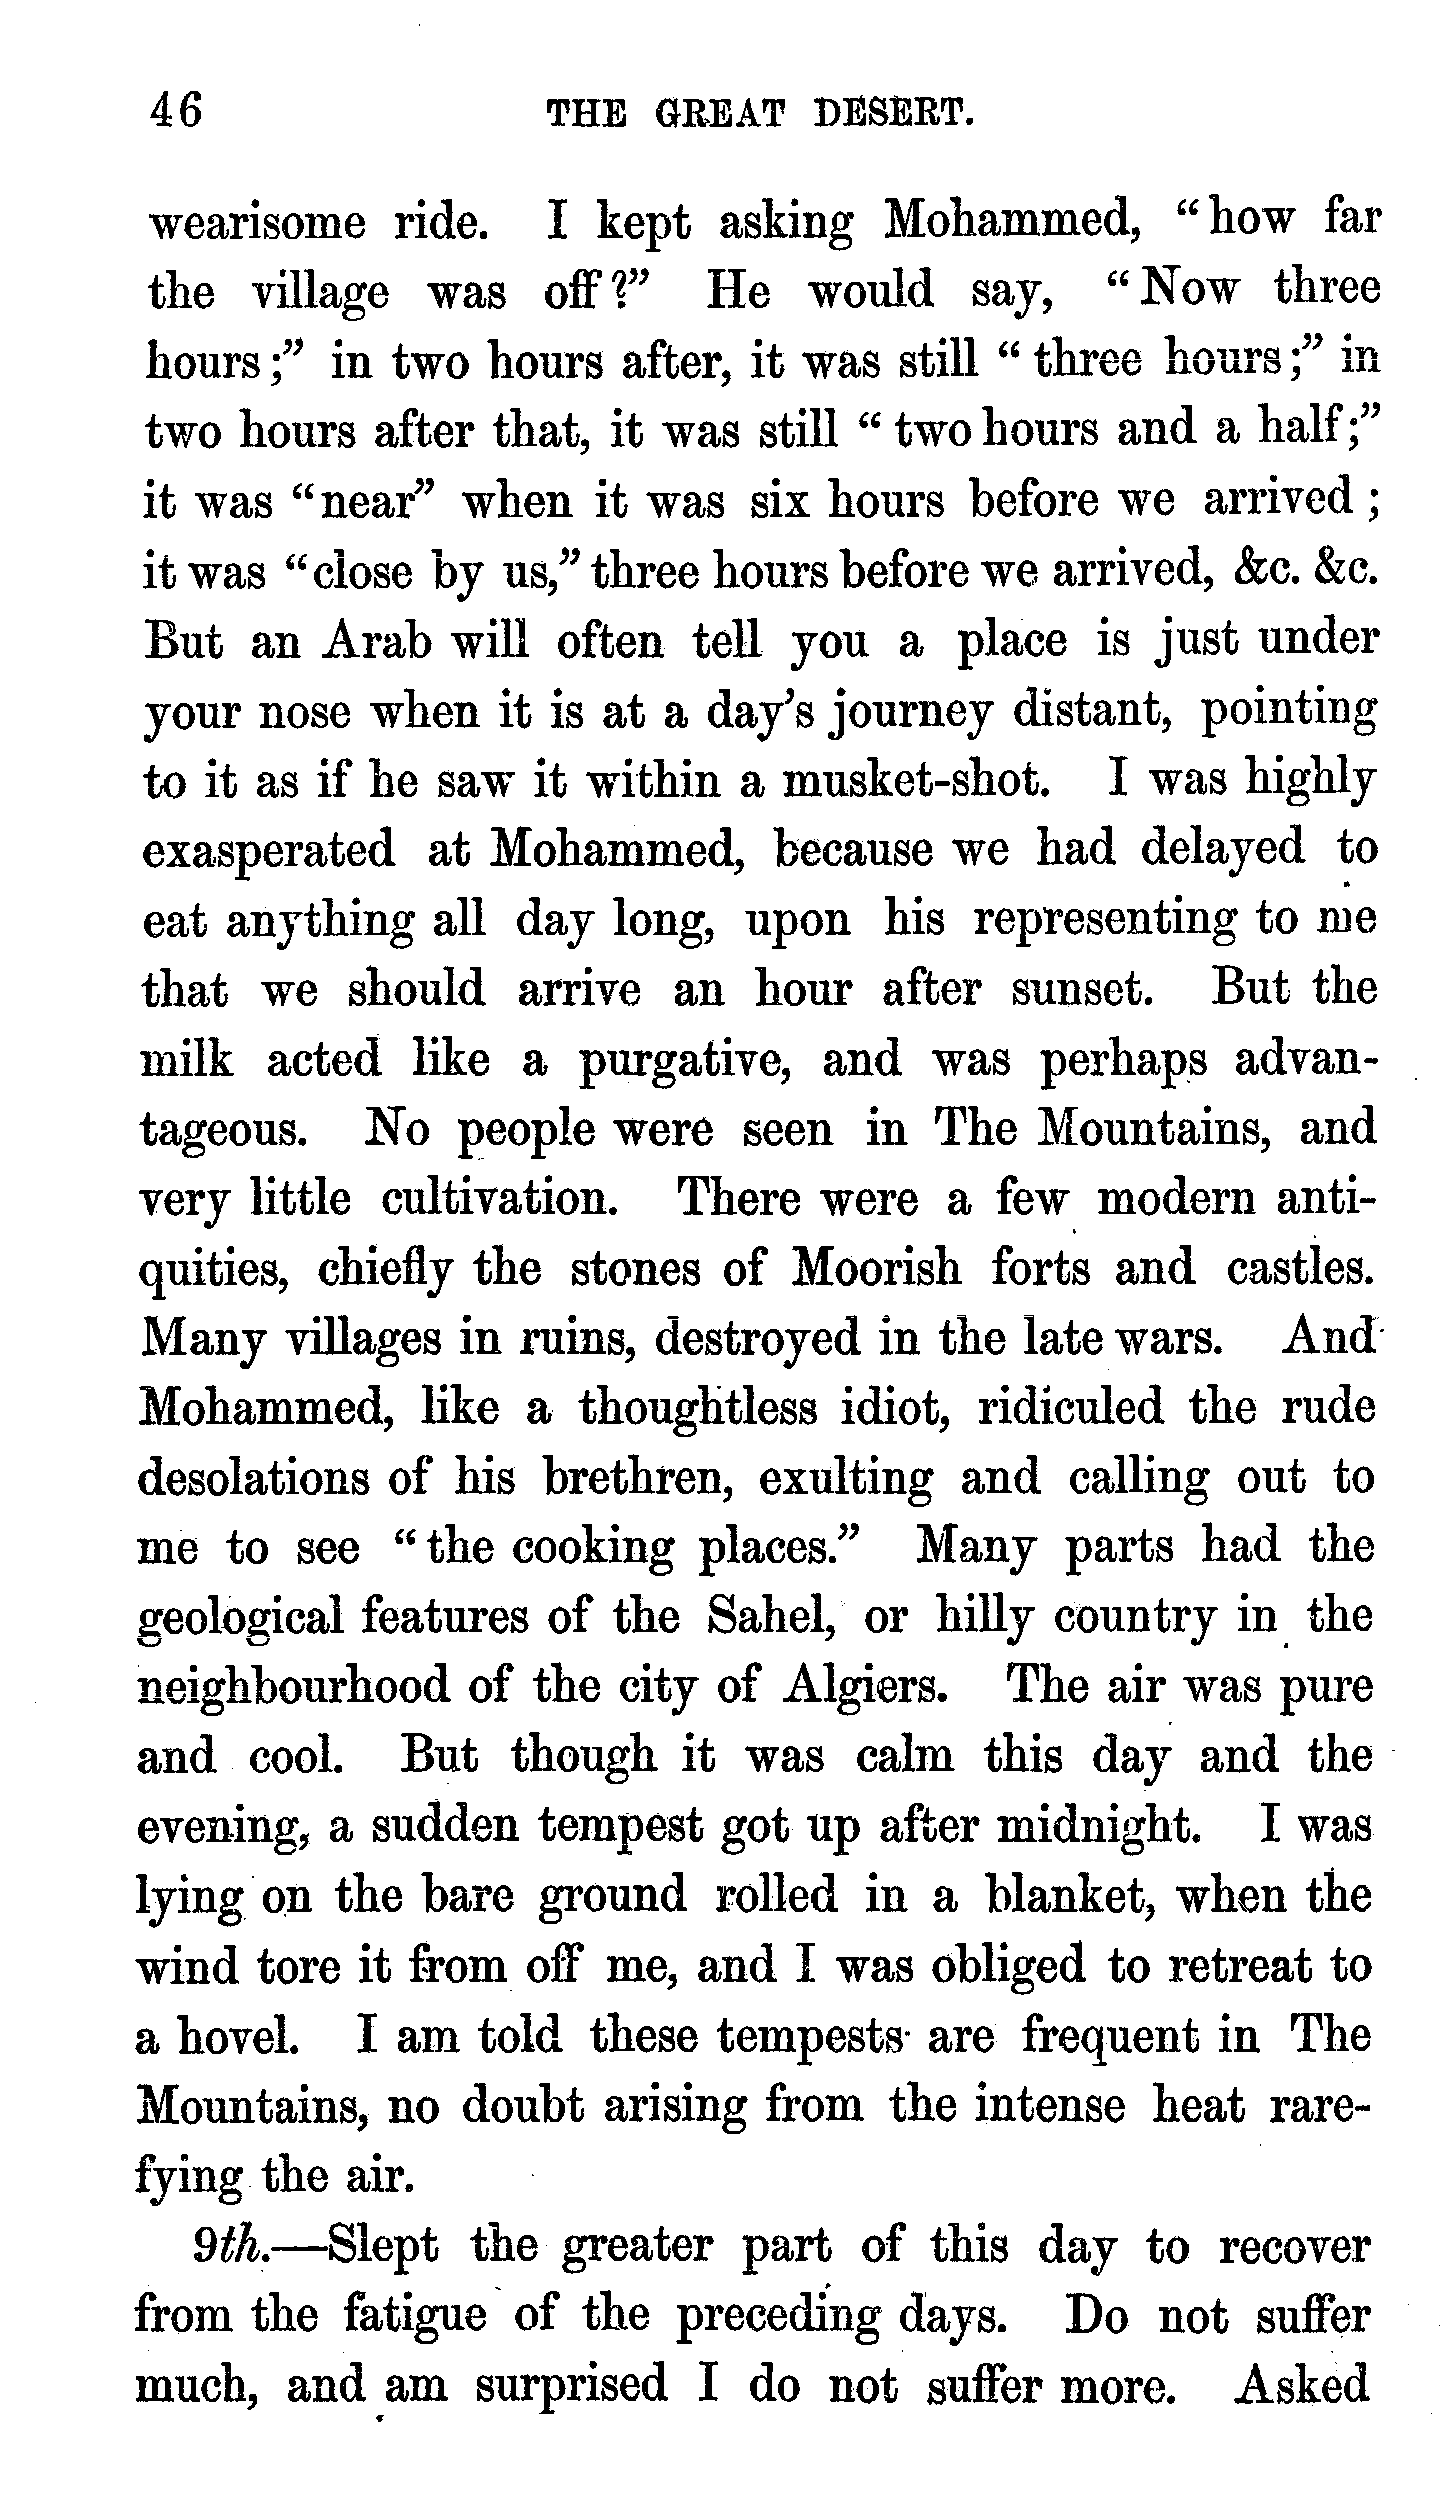 46 THE GREAT DESERT.
wearisome ride. I kept asking Mohammed, “how far
the village was off?” He would say, “Now three
hours;” in two hours after, it was still “three hours;” in
two hours after that, it was still “two hours and a half;”
it was “near” when it was six hours before we arrived;
it was “close by us,” three hours before we arrived, &c. &c.
But an Arab will often tell you a place is just under
your nose when it is at a day’s journey distant, pointing
to it as if he saw it within a musket-shot. I was highly
exasperated at Mohammed, because we had delayed to
eat anything all day long, upon his representing to me
that we should arrive an hour after sunset. But the
milk acted like a purgative, and was perhaps advan-
tageous. No people were seen in The Mountains, and
very little cultivation. There were a few modern anti-
quities, chiefly the stones of Moorish forts and castles.
Many villages in ruins, destroyed in the late wars. And
Mohammed, like a thoughtless idiot, ridiculed the rude
desolations of his brethren, exulting and calling out to
me to see “the cooking places.” Many parts had the
geological features of the Sahel, or hilly country in the
neighbourhood of the city of Algiers. The air was pure
and cool. But though it was calm this day and the
evening, a sudden tempest got up after midnight. I was
lying on the bare ground rolled in a blanket, when the
wind tore it from off me, and I was obliged to retreat to
a hovel. I am told these tempests are frequent in The
Mountains, no doubt arising from the intense heat rare-
fying the air.
9th.—Slept the greater part of this day to recover
from the fatigue of the preceding days. Do not suffer
much, and am surprised I do not suffer more. Asked